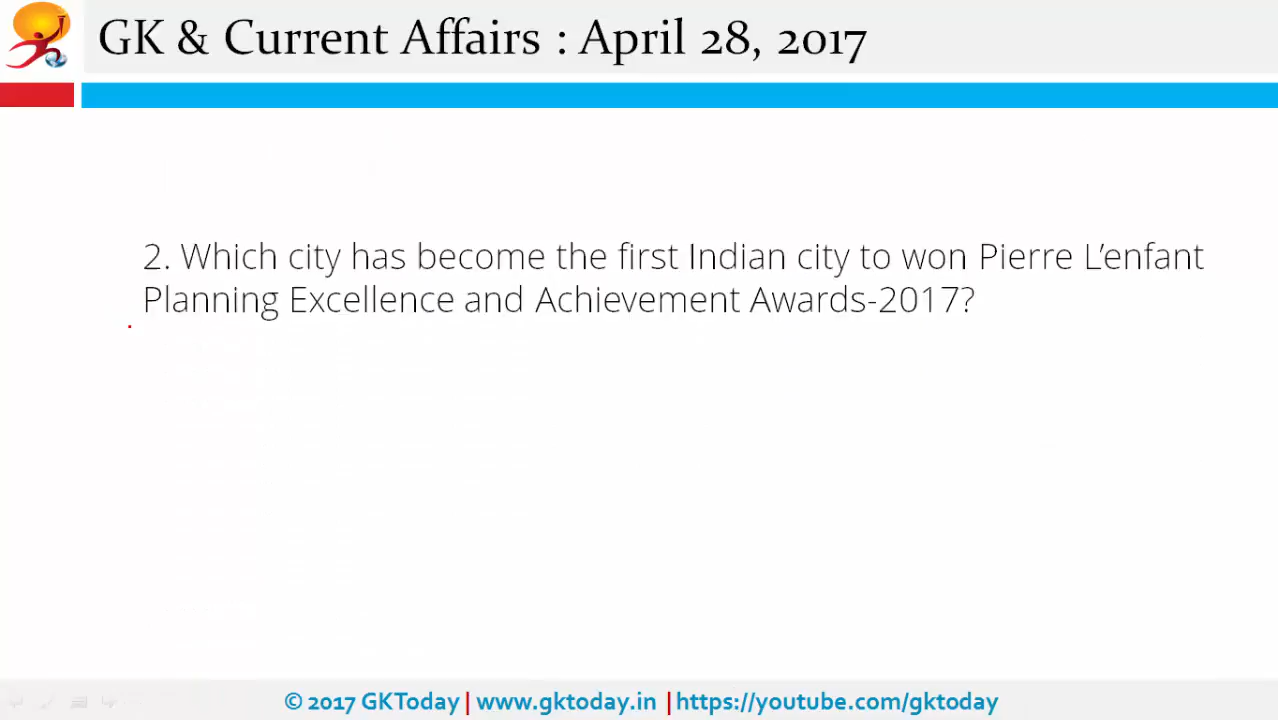 GK & Current Affairs : April 28, 2017
2. Which city has become the first Indian city to won Pierre L’enfant
Planning Excellence and Achievement Awards-2017?
© 2017 GKToday | www.gktoday.in | https://youtube.com/gktoday